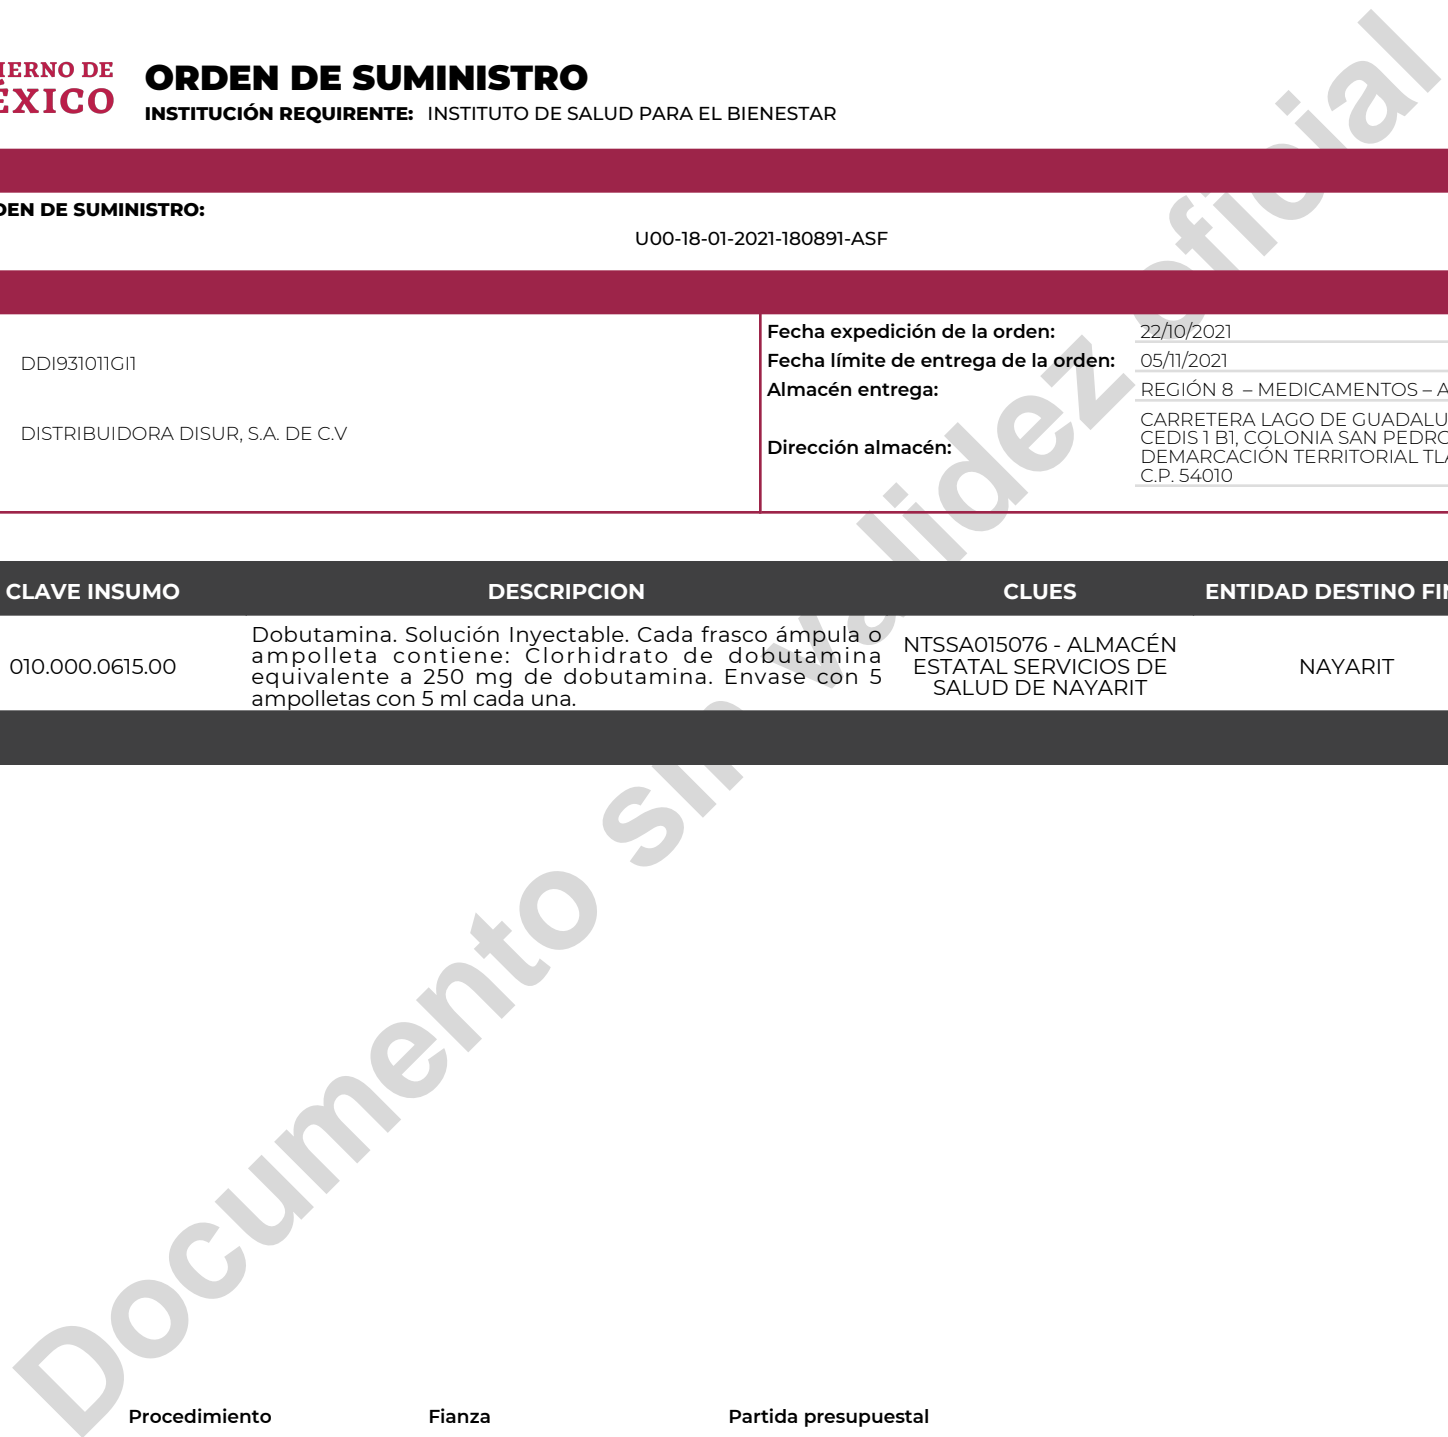 IERNO DE
ÉXICO
ORDEN DE SUMINISTRO
INSTITUCIÓN REQUIRENTE: INSTITUTO DE SALUD PARA EL BIENESTAR
DEN DE SUMINISTRO:
U00-18-01-2021-180891-ASF
DDI931011GI1
DISTRIBUIDORA DISUR, S.A. DE C.V
Fecha expedición de la orden: 22/10/2021
Fecha límite de entrega de la orden: 05/11/2021
Almacén entrega: REGIÓN 8 – MEDICAMENTOS – A
Dirección almacén:
CARRETERA LAGO DE GUADALU
CEDIS 1 B1, COLONIA SAN PEDRO
DEMARCACIÓN TERRITORIAL TLA
C.P. 54010
CLAVE INSUMO DESCRIPCION CLUES ENTIDAD DESTINO FIN
010.000.0615.00
Dobutamina. Solución Inyectable. Cada frasco ámpula o
ampolleta contiene: Clorhidrato de dobutamina
equivalente a 250 mg de dobutamina. Envase con 5
ampolletas con 5 ml cada una.
NTSSA015076 - ALMACÉN
ESTATAL SERVICIOS DE
SALUD DE NAYARIT
NAYARIT
Documento sin validez oficial
Procedimiento Fianza Partida presupuestal